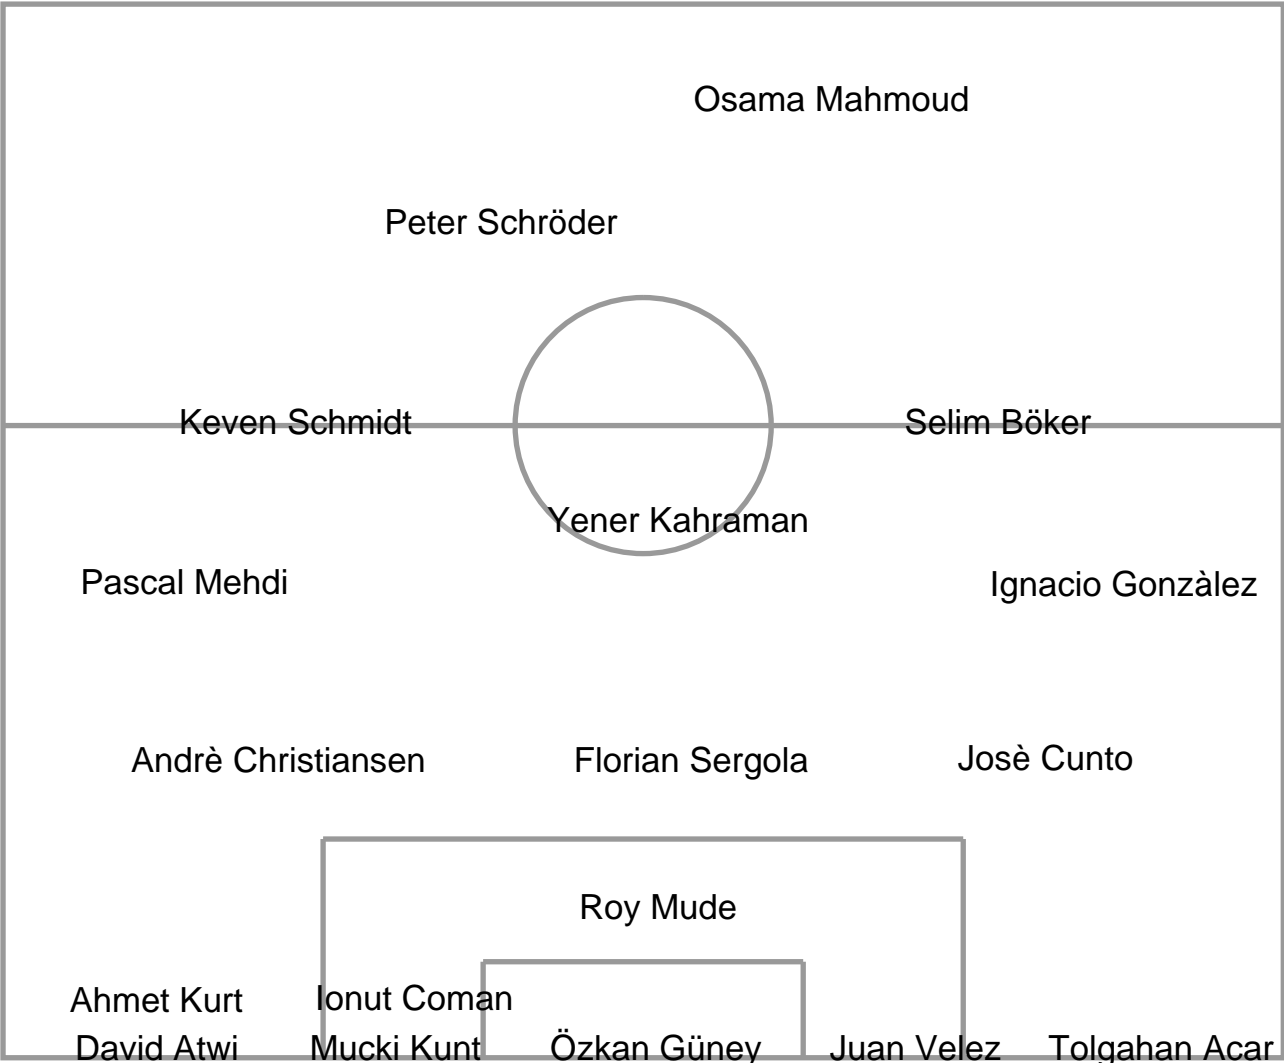 Osama Mahmoud
Peter Schröder
Keven Schmidt
Selim Böker
Yener Kahraman
Pascal Mehdi
Ignacio Gonzàlez
Andrè Christiansen
Florian Sergola
Josè Cunto
Roy Mude
Ahmet Kurt
Ionut Coman
David Atwi
Mucki Kunt
Özkan Güney
Juan Velez
Tolgahan Acar